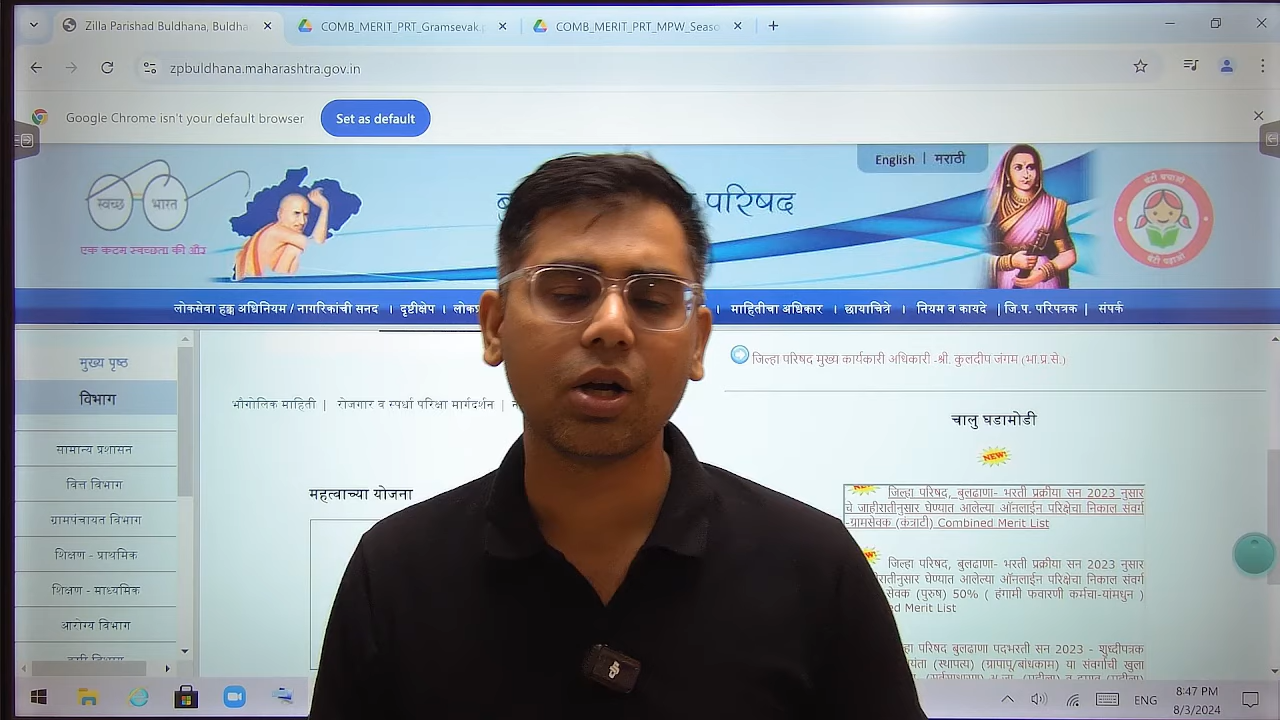 Zilla Parishad Buldhana, Buldha
COMB_MERIT_PRT_Gramsevak.
COMB_MERIT_PRT_MPW_Seaso
zpbuldhana.maharashtra.gov.in
Google Chrome isn't your default browser
Set as default
English | मराठी
स्वच्छ भारत
एक कदम स्वच्छता की ओर
परिषद
बेटी बचाओ
बेटी पढ़ाओ
लोकसेवा हक्क अधिनियम / नागरिकांची सनद | दृष्टीक्षेप |
माहितीचा अधिकार | छायाचित्रे | नियम व कायदे | जि.प. परिपत्रक | संपर्क
मुख्य पृष्ठ
विभाग
सामान्य प्रशासन
वित्त विभाग
ग्रामपंचायत विभाग
शिक्षण - प्राथमिक
शिक्षण - माध्यमिक
आरोग्य विभाग
भौगोलिक माहिती | रोजगार व स्पर्धा परिक्षा मार्गदर्शन |
महत्वाच्या योजना
जिल्हा परिषद मुख्य कार्यकारी अधिकारी -श्री. कुलदीप जंगम (भा.प्र.से.)
चालु घडामोडी
NEW!
जिल्हा परिषद, बुलढाणा- भरती प्रक्रीया सन 2023 नुसार
चे जाहीरातीनुसार घेण्यात आलेल्या ऑनलाईन परिक्षेचा निकाल संवर्ग
-ग्रामसेवक (कंत्राटी) Combined Merit List
जिल्हा परिषद, बुलढाणा- भरती प्रक्रीया सन 2023 नुसार
घेण्यात आलेल्या ऑनलाईन परिक्षेचा निकाल संवर्ग
सेवक (पुरुष) 50% ( हंगामी फवारणी कर्मचा-यांमधुन )
Merit List
परिषद बुलढाणा पदभरती सन 2023 - शुध्दीपत्रक
(स्थापत्य) (ग्रापापू/बांधकाम) या संवर्गाची खुला
ENG
8:47 PM
8/3/2024